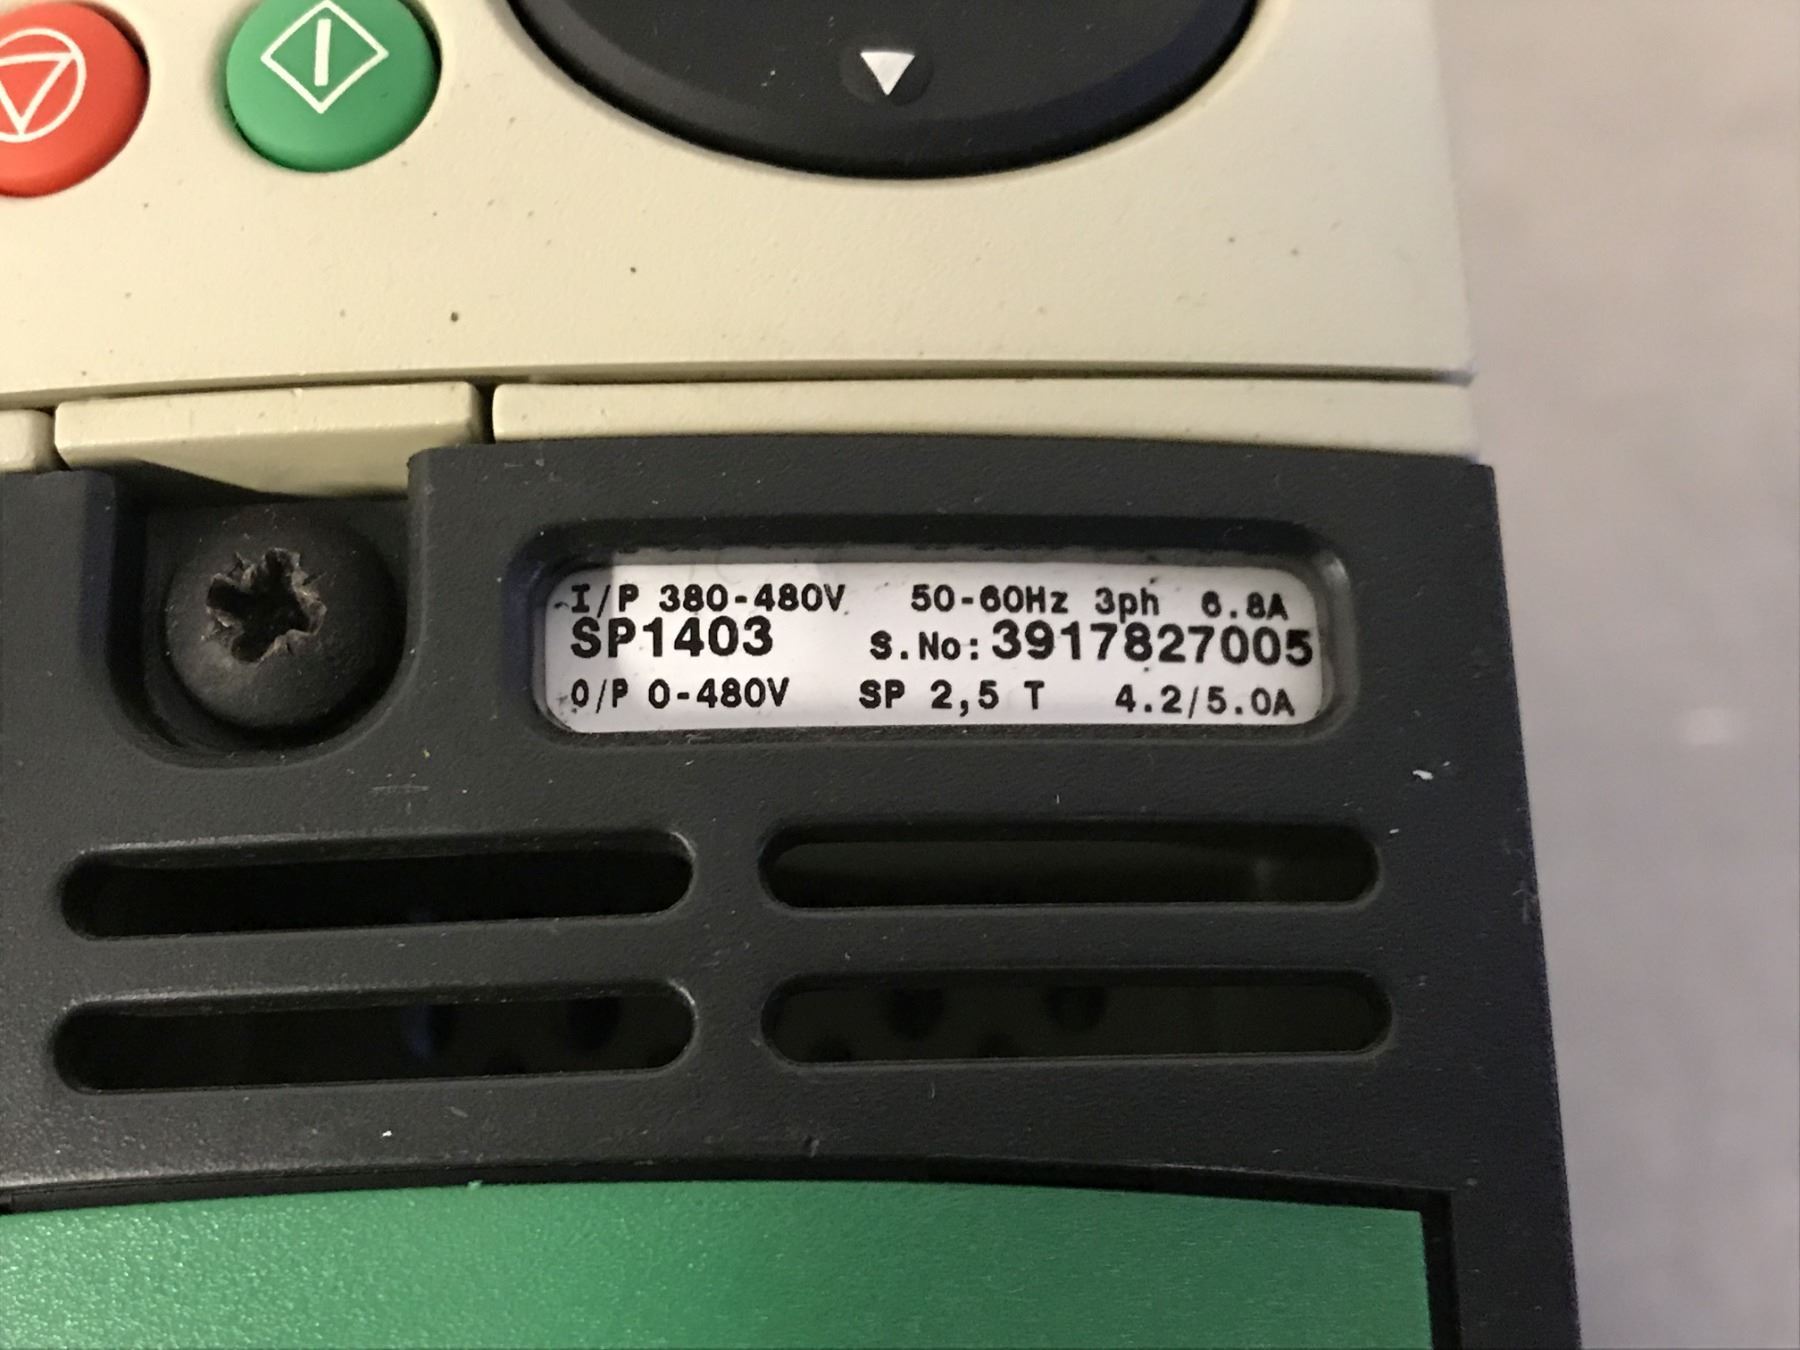 I/P 380-480V 50-60Hz 3ph 6.8A
SP1403 S.No: 3917827005
O/P 0-480V SP 2,5 T 4.2/5.0A